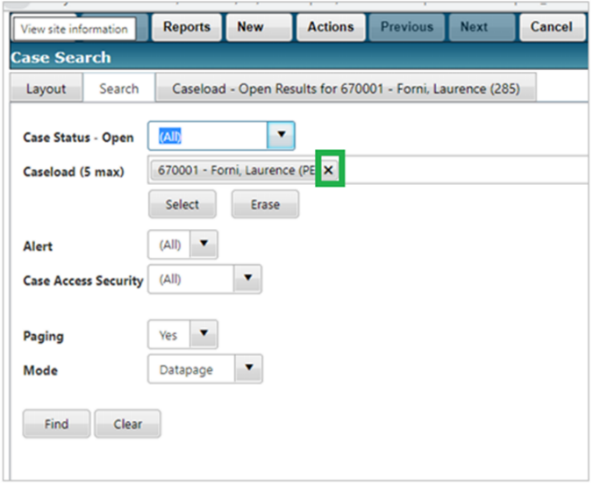 View site information Reports New Actions Previous Next Cancel
Case Search
Layout Search Caseload - Open Results for 670001 - Forni, Laurence (285)
Case Status - Open (All)
Caseload (5 max) 670001 - Forni, Laurence (PE
Select Erase
Alert (All)
Case Access Security (All)
Paging Yes
Mode Datapage
Find Clear